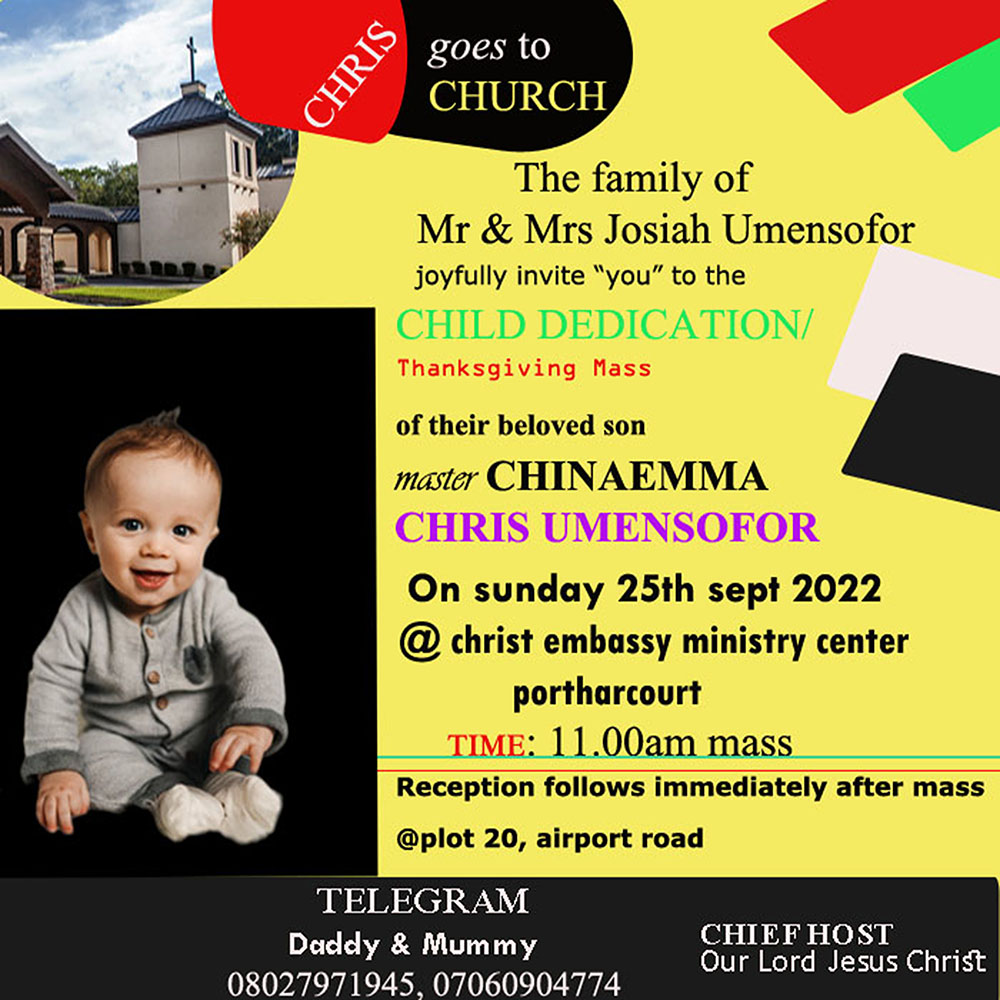 CHRIS
goes to
CHURCH
The family of
Mr & Mrs Josiah Umensofor
joyfully invite “you” to the
CHILD DEDICATION/
Thanksgiving Mass
of their beloved son
master CHINAEMMA
CHRIS UMENSOFOR
On sunday 25th sept 2022
@ christ embassy ministry center
portharcourt
TIME: 11.00am mass
Reception follows immediately after mass
@plot 20, airport road
TELEGRAM
Daddy & Mummy
08027971945, 07060904774
CHIEF HOST
Our Lord Jesus Christ